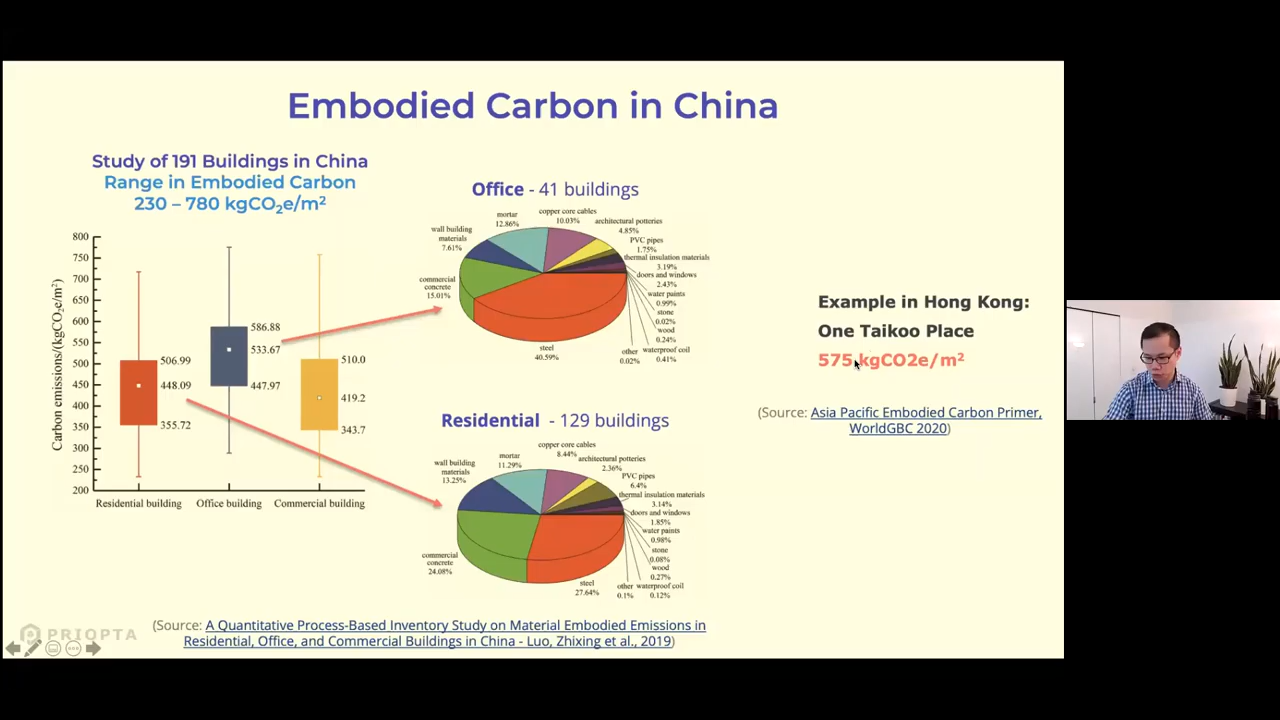 Embodied Carbon in China
Study of 191 Buildings in China
Range in Embodied Carbon
230 – 780 kgCO₂e/m²
Carbon emissions/(kgCO₂e/m²)
800
750
700
650
600
550
500
450
400
350
300
250
200
506.99
448.09
355.72
586.88
533.67
447.97
510.0
419.2
343.7
Residential building
Office building
Commercial building
Office - 41 buildings
copper core cables
10.03%
mortar
12.86%
architectural potteries
4.85%
wall building
materials
7.61%
PVC pipes
1.75%
thermal insulation materials
3.19%
doors and windows
2.43%
commercial
concrete
15.01%
water paints
0.99%
stone
0.02%
wood
0.24%
steel
40.59%
other
0.02%
waterproof coil
0.41%
Residential - 129 buildings
copper core cables
8.44%
mortar
11.29%
architectural potteries
2.36%
wall building
materials
13.25%
PVC pipes
6.4%
thermal insulation materials
3.14%
doors and windows
1.85%
water paints
0.98%
commercial
concrete
24.08%
stone
0.08%
wood
0.27%
steel
27.64%
other
0.1%
waterproof coil
0.12%
Example in Hong Kong:
One Taikoo Place
575 kgCO2e/m²
(Source: Asia Pacific Embodied Carbon Primer,
WorldGBC 2020)
PRIOPTA
(Source: A Quantitative Process-Based Inventory Study on Material Embodied Emissions in
Residential, Office, and Commercial Buildings in China - Luo, Zhixing et al., 2019)